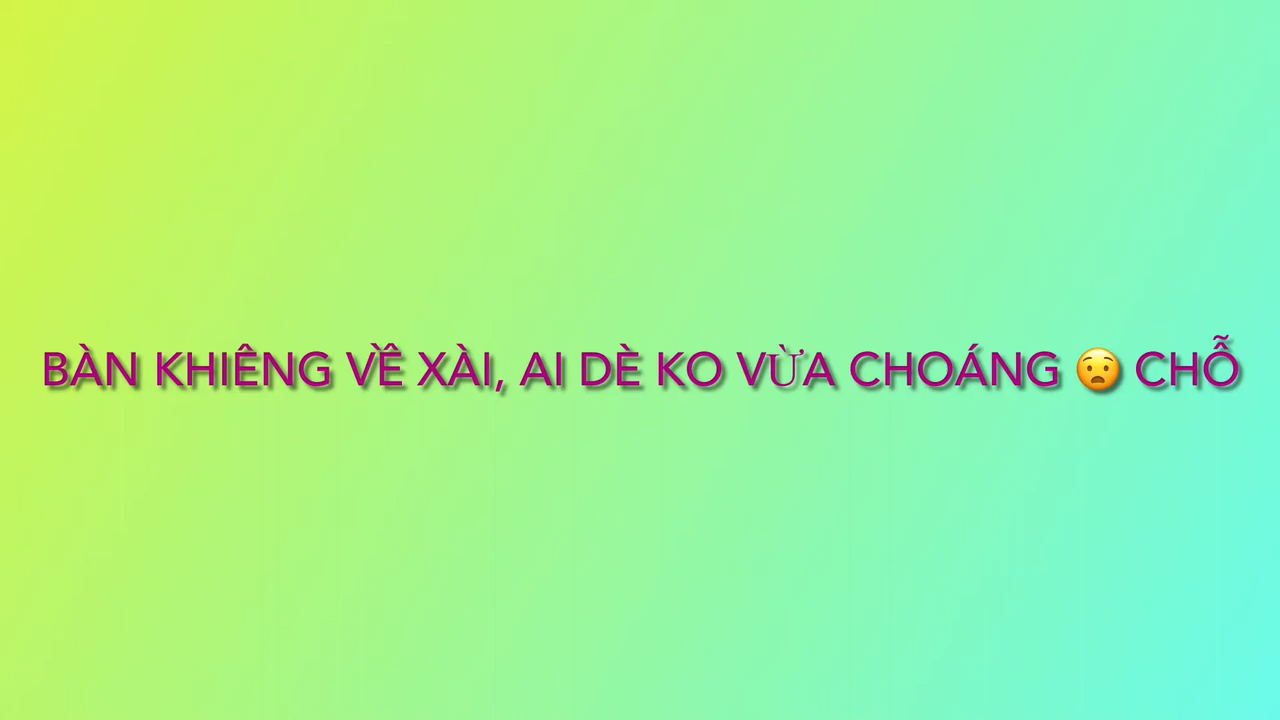 BÀN KHIÊNG VỀ XÀI, AI DÈ KO VỪA CHOÁNG 😧 CHỖ